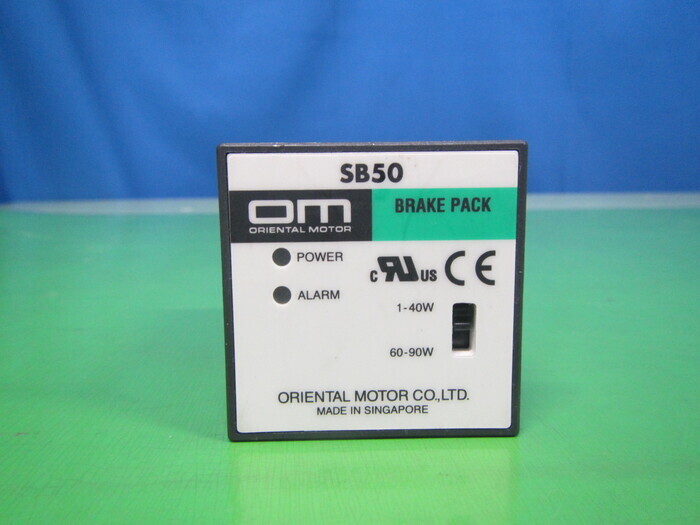 SB50
om
ORIENTAL MOTOR
BRAKE PACK
POWER
ALARM
c RU US CE
1-40W
60-90W
ORIENTAL MOTOR CO.,LTD.
MADE IN SINGAPORE